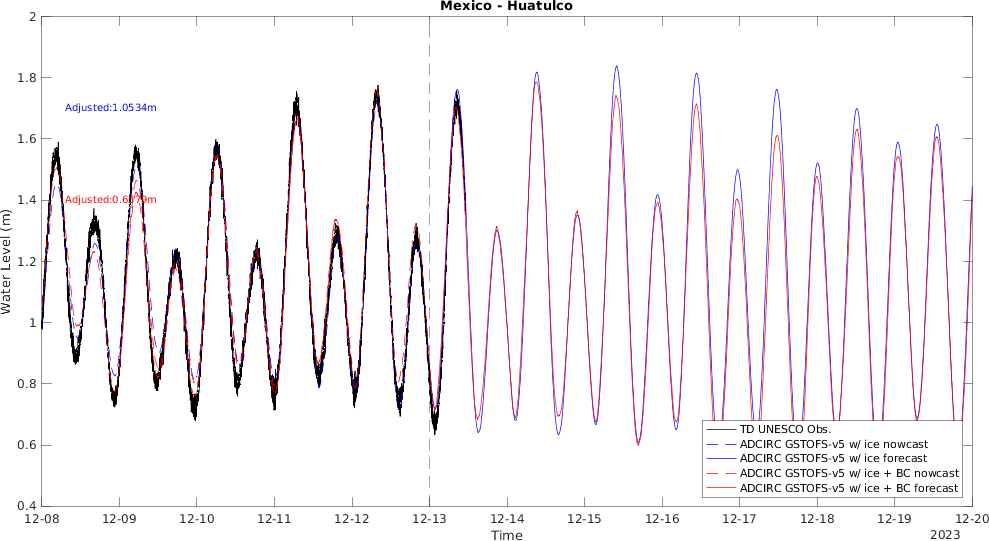 Mexico - Huatulco
2
1.8
1.6
1.4
1.2
1
0.8
0.6
0.4
Water Level (m)
Adjusted:1.0534m
TD UNESCO Obs.
ADCIRC GSTOFS-v5 w/ ice nowcast
ADCIRC GSTOFS-v5 w/ ice forecast
ADCIRC GSTOFS-v5 w/ ice + BC nowcast
ADCIRC GSTOFS-v5 w/ ice + BC forecast
12-08 12-09 12-10 12-11 12-12 12-13 12-14 12-15 12-16 12-17 12-18 12-19 12-20
Time
2023